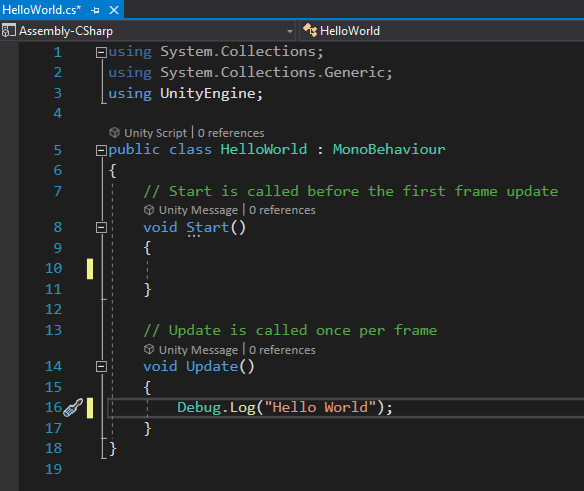 HelloWorld.cs*
Assembly-CSharp HelloWorld
1 using System.Collections;
2 using System.Collections.Generic;
3 using UnityEngine;
4
Unity Script | 0 references
5 public class HelloWorld : MonoBehaviour
6 {
7 // Start is called before the first frame update
Unity Message | 0 references
8 void Start()
9 {
10
11 }
12
13 // Update is called once per frame
Unity Message | 0 references
14 void Update()
15 {
16 Debug.Log("Hello World");
17 }
18 }
19